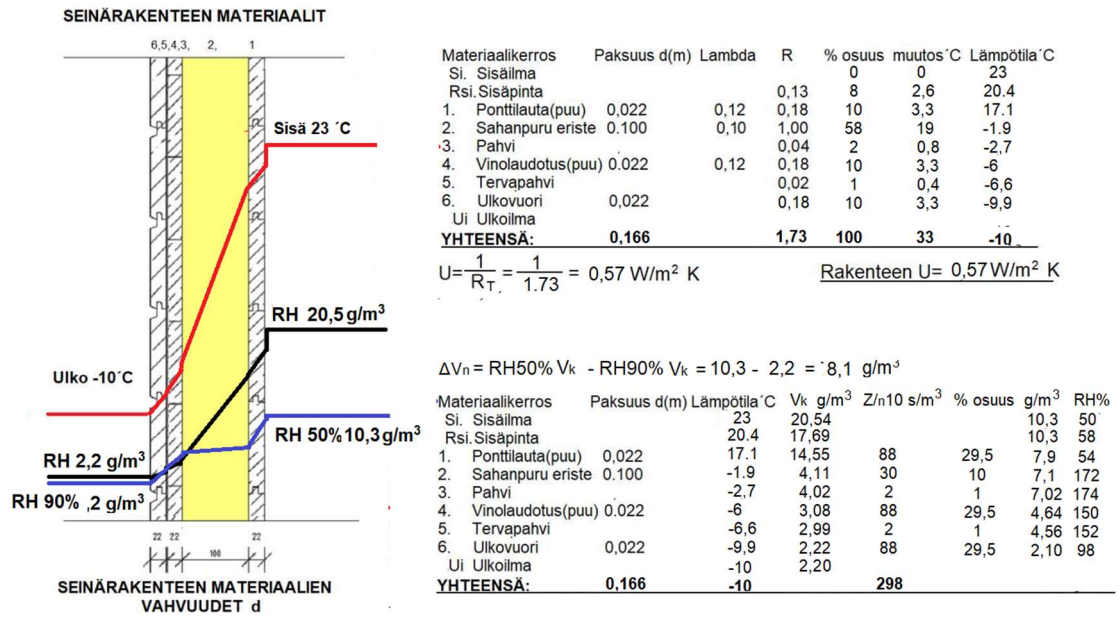 SEINÄRAKENTEEN MATERIAALIT
6,5,4,3, 2, 1
Sisä 23 ´C
RH 20,5 g/m³
Ulko -10´C
RH 50% 10,3 g/m³
RH 2,2 g/m³
RH 90% ,2 g/m³
22 22 100 22
SEINÄRAKENTEEN MATERIAALIEN
VAHVUUDET d
Materiaalikerros Paksuus d(m) Lambda R % osuus muutos´C Lämpötila´C
Si. Sisäilma 0 0 23
Rsi. Sisäpinta 0,13 8 2,6 20.4
1. Ponttilauta(puu) 0,022 0,12 0,18 10 3,3 17.1
2. Sahanpuru eriste 0.100 0,10 1,00 58 19 -1.9
3. Pahvi 0,04 2 0,8 -2,7
4. Vinolaudotus(puu) 0.022 0,12 0,18 10 3,3 -6
5. Tervapahvi 0,02 1 0,4 -6,6
6. Ulkovuori 0,022 0,18 10 3,3 -9,9
Ui Ulkoilma
YHTEENSÄ: 0,166 1,73 100 33 -10
U= 1/R_T = 1/1.73 = 0,57 W/m² K Rakenteen U= 0,57 W/m² K
ΔVn = RH50% Vk - RH90% Vk = 10,3 - 2,2 = 8,1 g/m³
Materiaalikerros Paksuus d(m) Lämpötila´C Vk g/m³ Z/n10 s/m³ % osuus g/m³ RH%
Si. Sisäilma 23 20,54 10,3 50
Rsi. Sisäpinta 20.4 17,69 10,3 58
1. Ponttilauta(puu) 0,022 17.1 14,55 88 29,5 7,9 54
2. Sahanpuru eriste 0.100 -1.9 4,11 30 10 7,1 172
3. Pahvi -2,7 4,02 2 1 7,02 174
4. Vinolaudotus(puu) 0.022 -6 3,08 88 29,5 4,64 150
5. Tervapahvi -6,6 2,99 2 1 4,56 152
6. Ulkovuori 0,022 -9,9 2,22 88 29,5 2,10 98
Ui Ulkoilma -10 2,20
YHTEENSÄ: 0,166 -10 298